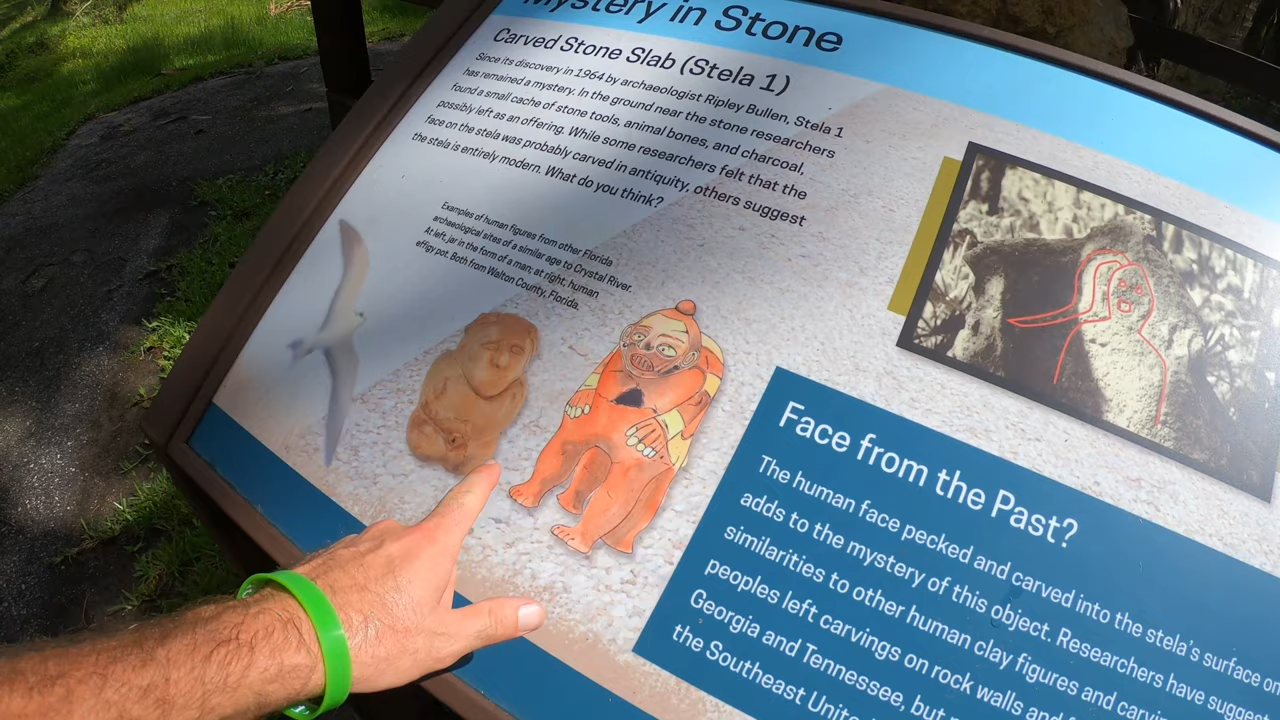 Mystery in Stone
Carved Stone Slab (Stela 1)
Since its discovery in 1964 by archaeologist Ripley Bullen, Stela 1
has remained a mystery. In the ground near the stone researchers
found a small cache of stone tools, animal bones, and charcoal,
possibly left as an offering. While some researchers felt that the
face on the stela was probably carved in antiquity, others suggest
the stela is entirely modern. What do you think?
Examples of human figures from other Florida
archaeological sites of a similar age to Crystal River.
At left, jar in the form of a man; at right, human
effigy pot. Both from Walton County, Florida.
Face from the Past?
The human face pecked and carved into the stela's surface on
adds to the mystery of this object. Researchers have suggest
similarities to other human clay figures and carvin
peoples left carvings on rock walls and
Georgia and Tennessee, but
the Southeast Unite